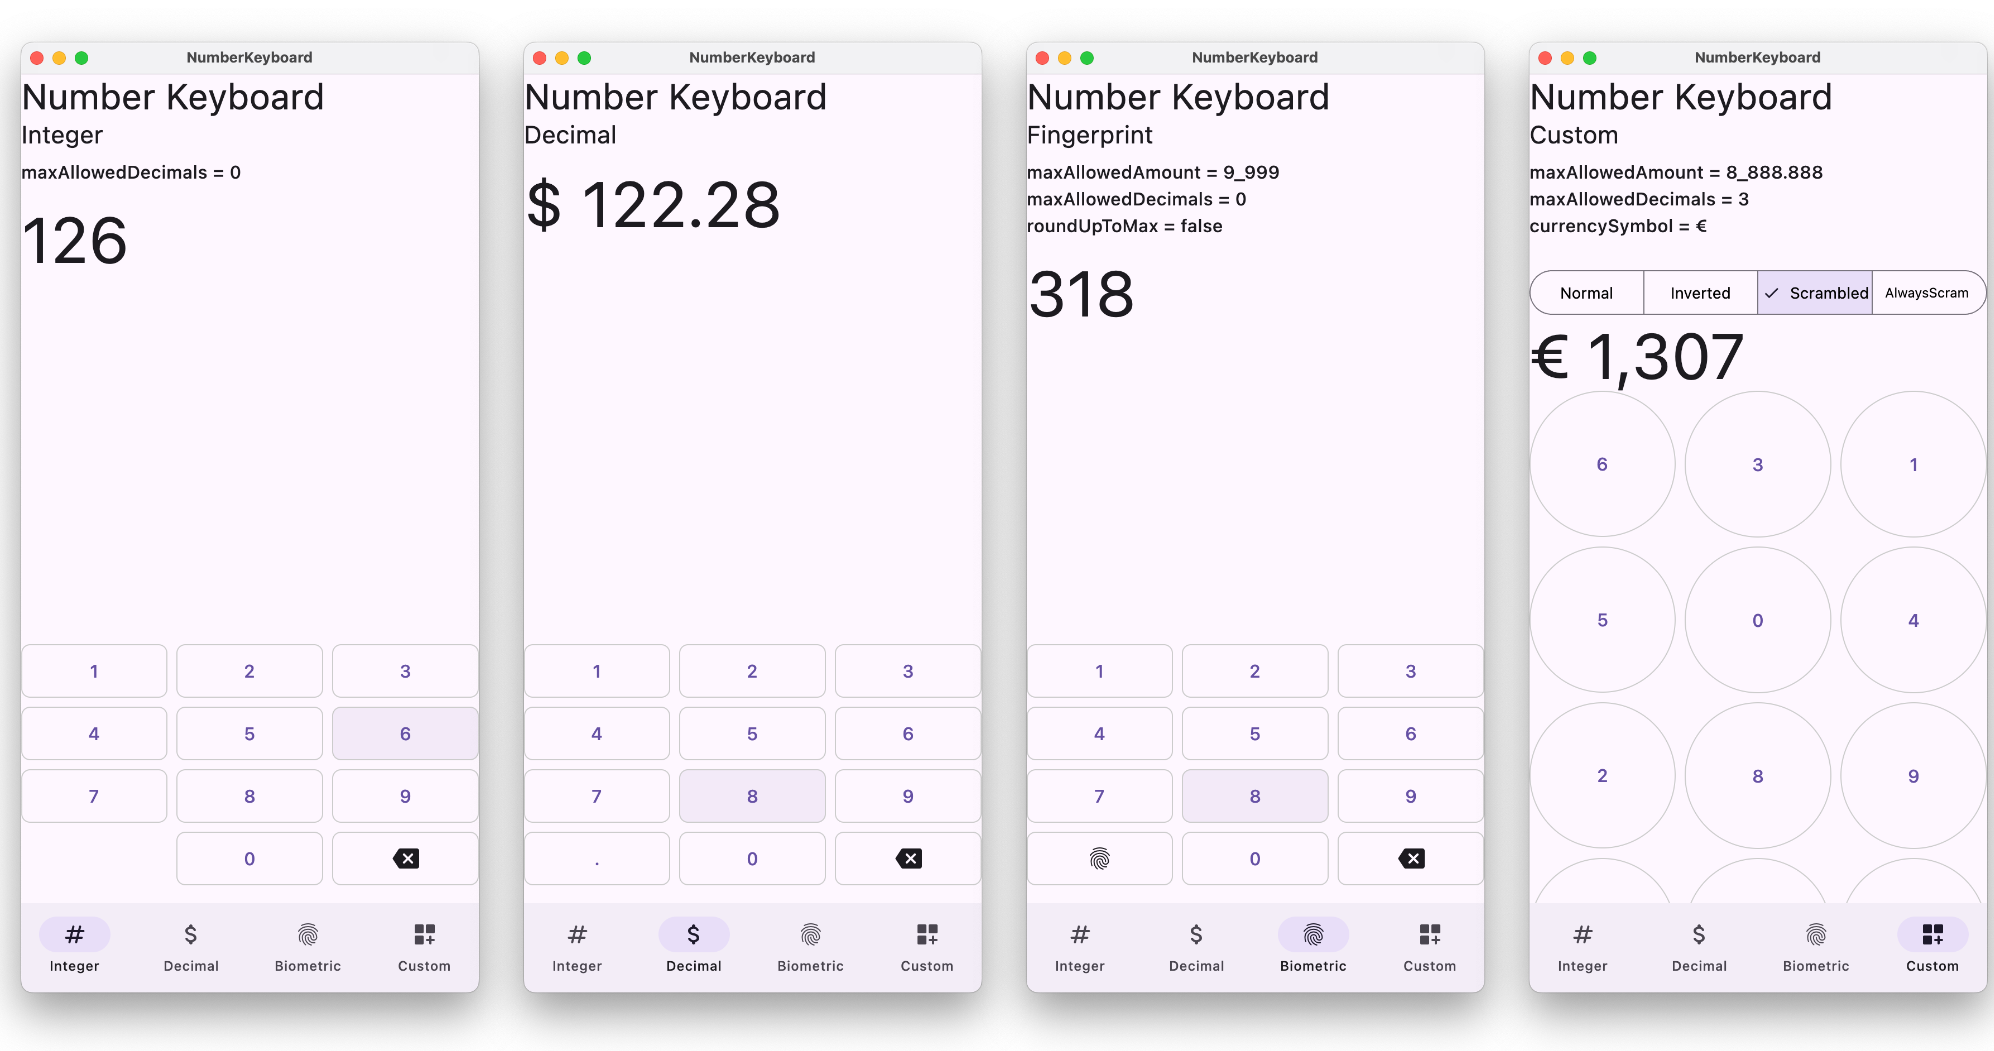 NumberKeyboard
Number Keyboard
Integer
maxAllowedDecimals = 0
126
1 2 3
4 5 6
7 8 9
0
# $
Integer Decimal Biometric Custom
NumberKeyboard
Number Keyboard
Decimal
$ 122.28
1 2 3
4 5 6
7 8 9
. 0
# $
Integer Decimal Biometric Custom
NumberKeyboard
Number Keyboard
Fingerprint
maxAllowedAmount = 9_999
maxAllowedDecimals = 0
roundUpToMax = false
318
1 2 3
4 5 6
7 8 9
0
# $
Integer Decimal Biometric Custom
NumberKeyboard
Number Keyboard
Custom
maxAllowedAmount = 8_888.888
maxAllowedDecimals = 3
currencySymbol = €
Normal Inverted Scrambled AlwaysScram
€ 1,307
6 3 1
5 0 4
2 8 9
# $
Integer Decimal Biometric Custom